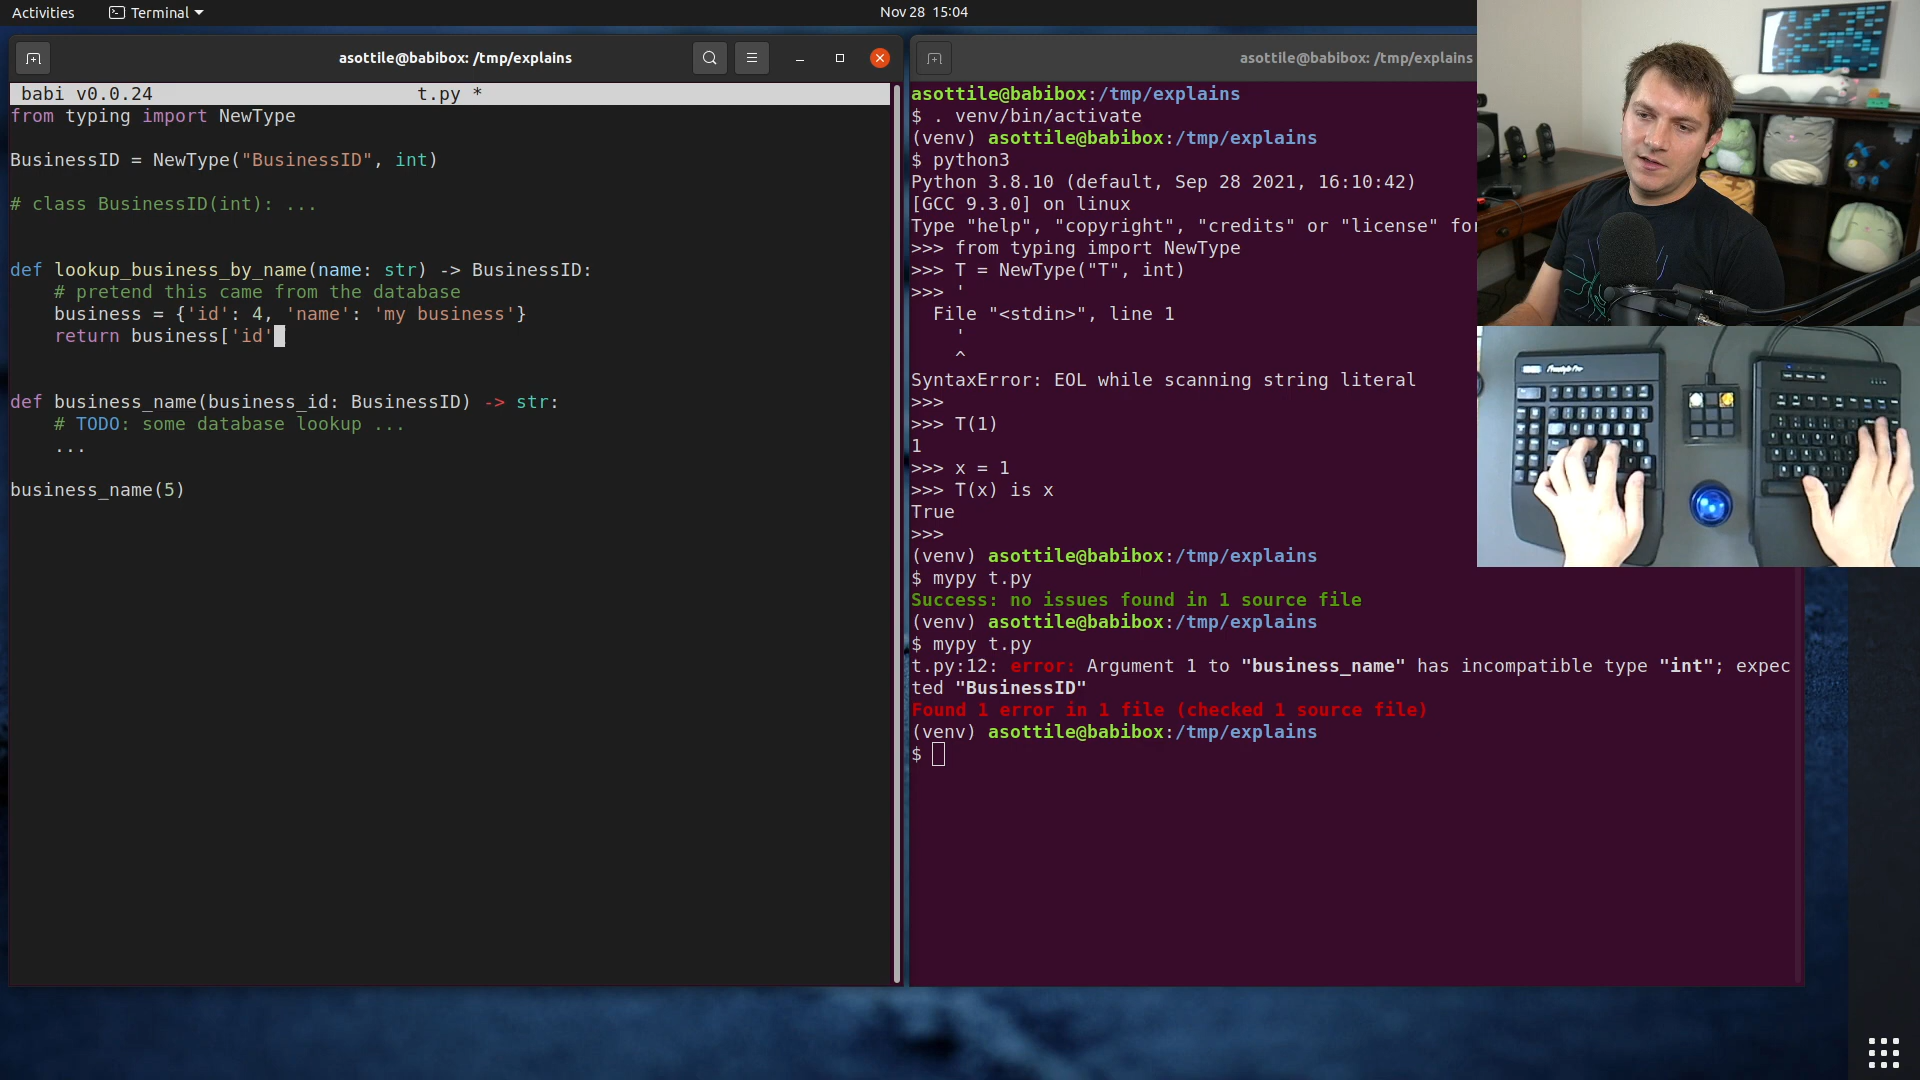 Activities
Terminal
Nov 28 15:04
asottile@babibox: /tmp/explains
babi v0.0.24 t.py *
from typing import NewType
BusinessID = NewType("BusinessID", int)
# class BusinessID(int): ...
def lookup_business_by_name(name: str) -> BusinessID:
# pretend this came from the database
business = {'id': 4, 'name': 'my business'}
return business['id'
def business_name(business_id: BusinessID) -> str:
# TODO: some database lookup ...
...
business_name(5)
asottile@babibox: /tmp/explains
asottile@babibox:/tmp/explains
$ . venv/bin/activate
(venv) asottile@babibox:/tmp/explains
$ python3
Python 3.8.10 (default, Sep 28 2021, 16:10:42)
[GCC 9.3.0] on linux
Type "help", "copyright", "credits" or "license" for
>>> from typing import NewType
>>> T = NewType("T", int)
>>> '
File "<stdin>", line 1
'
^
SyntaxError: EOL while scanning string literal
>>>
>>> T(1)
1
>>> x = 1
>>> T(x) is x
True
>>>
(venv) asottile@babibox:/tmp/explains
$ mypy t.py
Success: no issues found in 1 source file
(venv) asottile@babibox:/tmp/explains
$ mypy t.py
t.py:12: error: Argument 1 to "business_name" has incompatible type "int"; expec
ted "BusinessID"
Found 1 error in 1 file (checked 1 source file)
(venv) asottile@babibox:/tmp/explains
$
Freestyle Pro